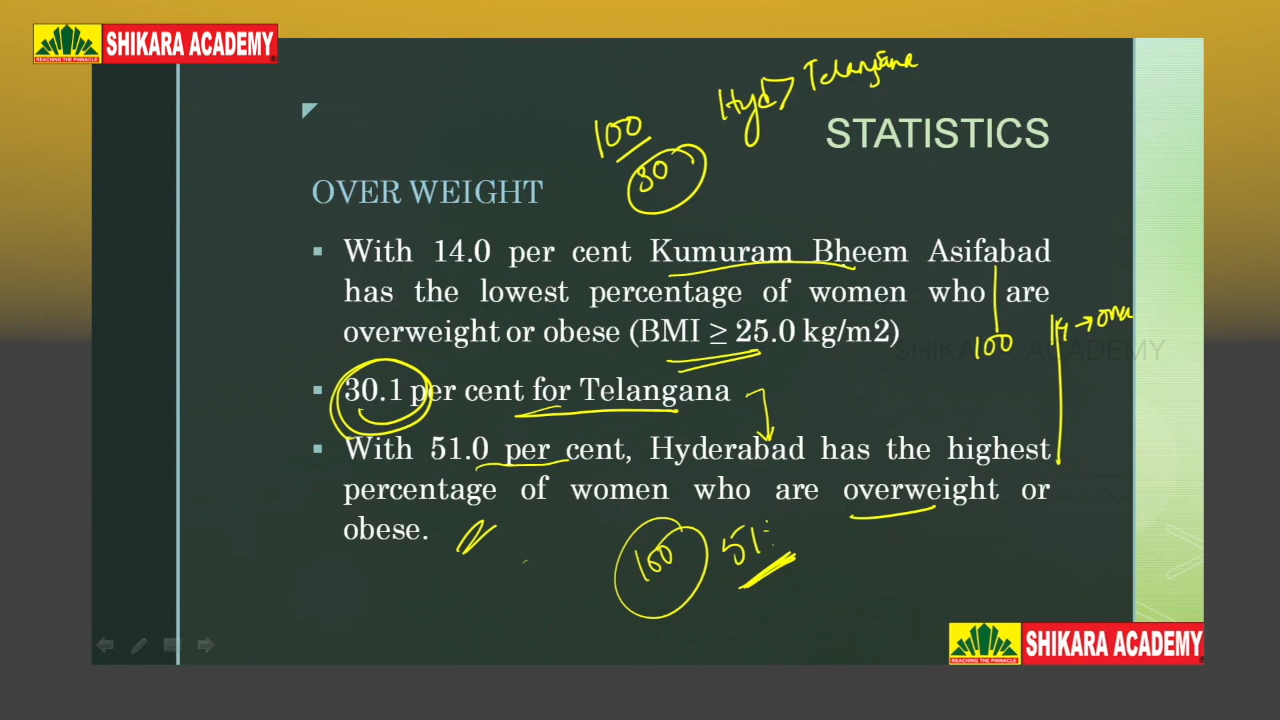 SHIKARA ACADEMY
REACHING THE PINNACLE
Hyd > Telangana
100
30
STATISTICS
OVER WEIGHT
▪ With 14.0 per cent Kumuram Bheem Asifabad
has the lowest percentage of women who are
overweight or obese (BMI ≥ 25.0 kg/m2)
100
14 →
SHIKARA ACADEMY
▪ 30.1 per cent for Telangana
▪ With 51.0 per cent, Hyderabad has the highest
percentage of women who are overweight or
obese.
100 51
SHIKARA ACADEMY
REACHING THE PINNACLE